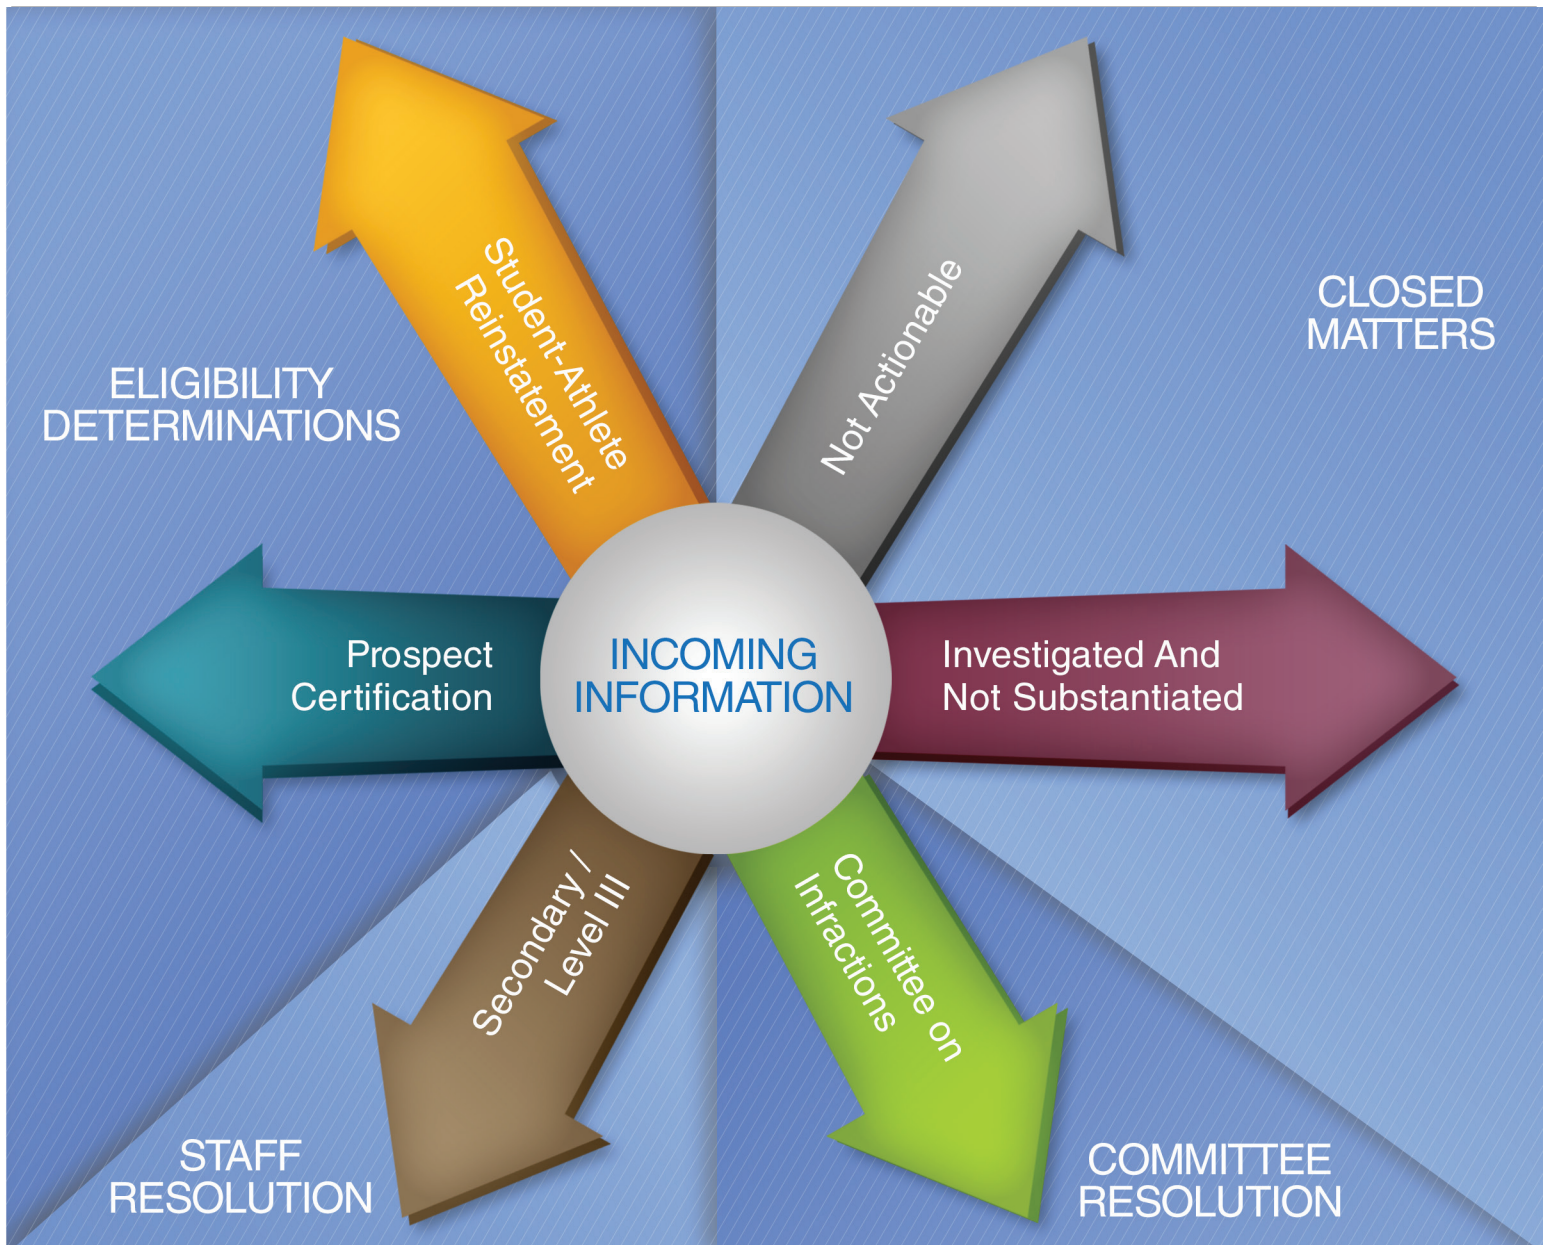 Student-Athlete
Reinstatement
Not Actionable
CLOSED
MATTERS
ELIGIBILITY
DETERMINATIONS
Prospect
Certification
INCOMING
INFORMATION
Investigated And
Not Substantiated
Secondary /
Level III
Committee on
Infractions
STAFF
RESOLUTION
COMMITTEE
RESOLUTION